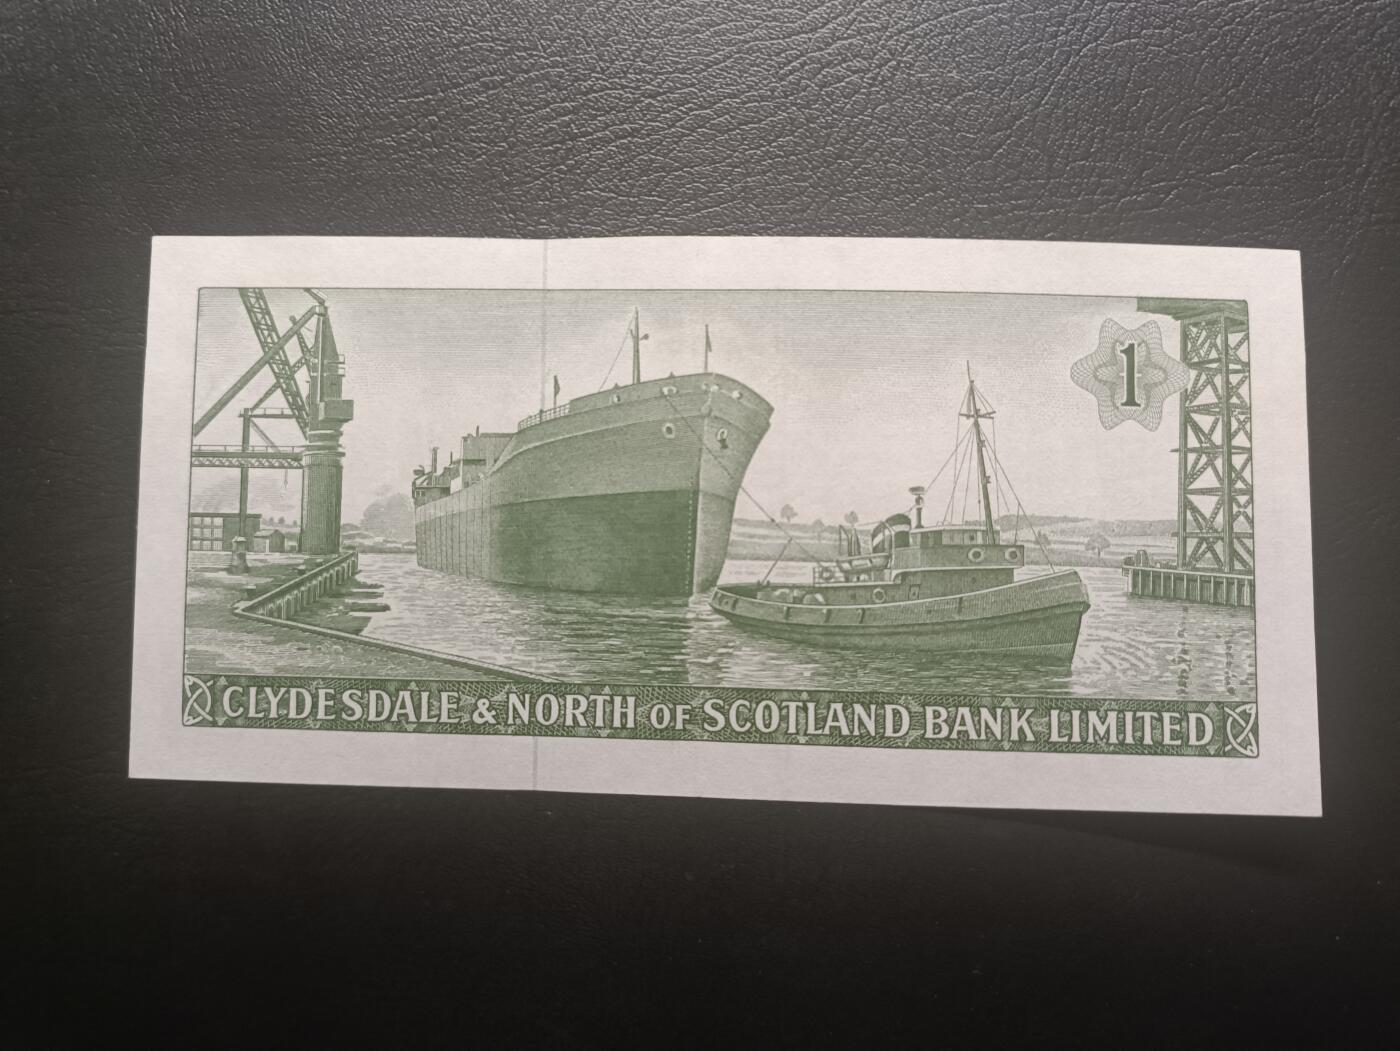 1
CLYDESDALE & NORTH OF SCOTLAND BANK LIMITED